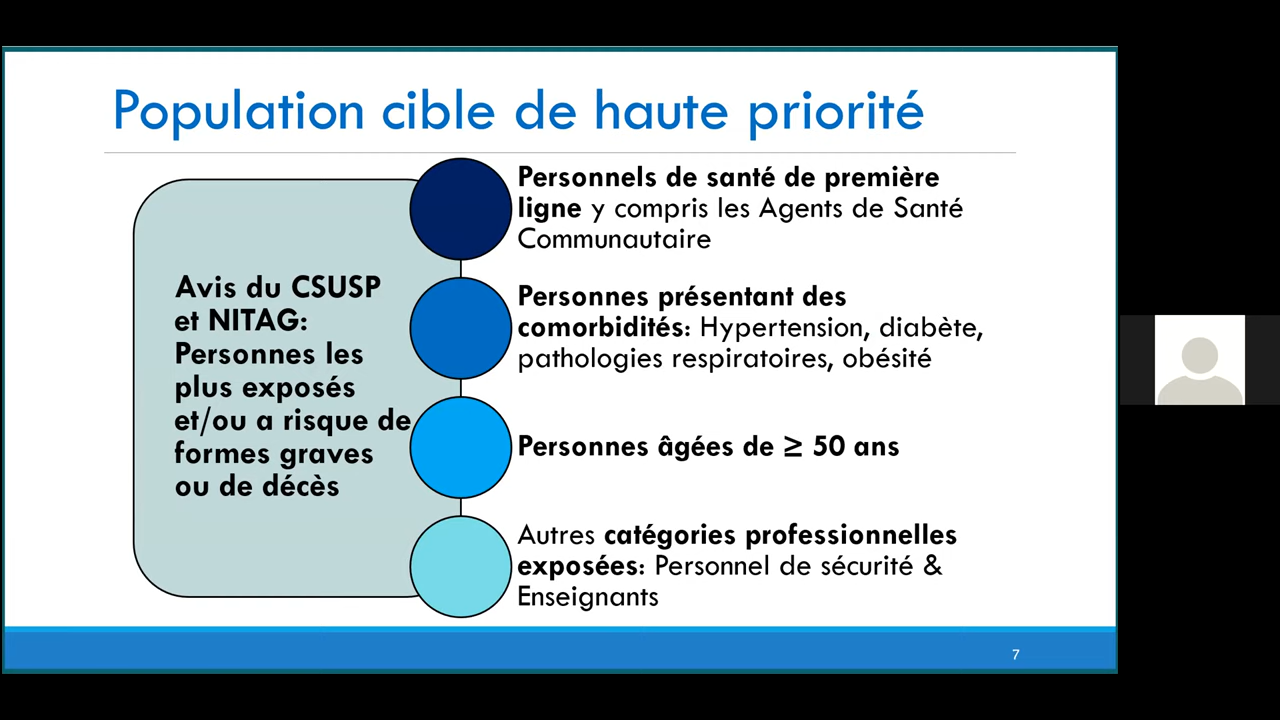 Population cible de haute priorité
Avis du CSUSP
et NITAG:
Personnes les
plus exposés
et/ou a risque de
formes graves
ou de décès
Personnels de santé de première
ligne y compris les Agents de Santé
Communautaire
Personnes présentant des
comorbidités: Hypertension, diabète,
pathologies respiratoires, obésité
Personnes âgées de ≥ 50 ans
Autres catégories professionnelles
exposées: Personnel de sécurité &
Enseignants
7